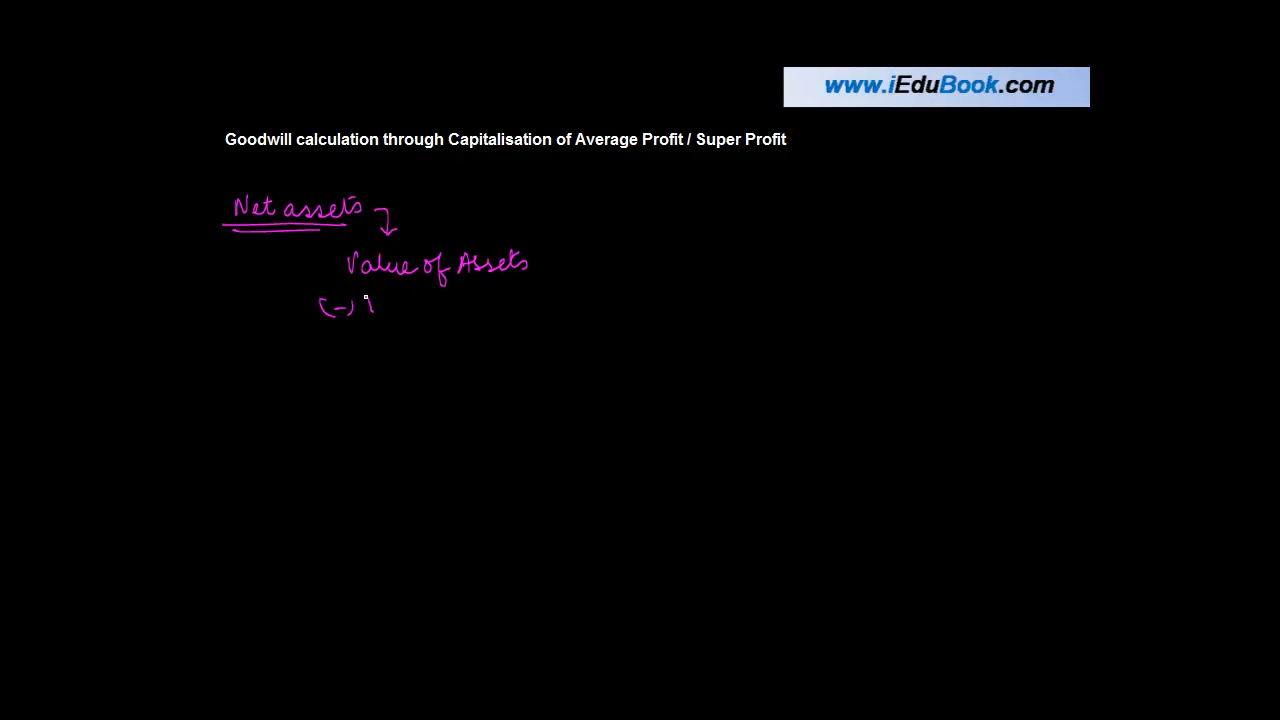 www.iEduBook.com
Goodwill calculation through Capitalisation of Average Profit / Super Profit
Net assets
Value of Assets
(-)